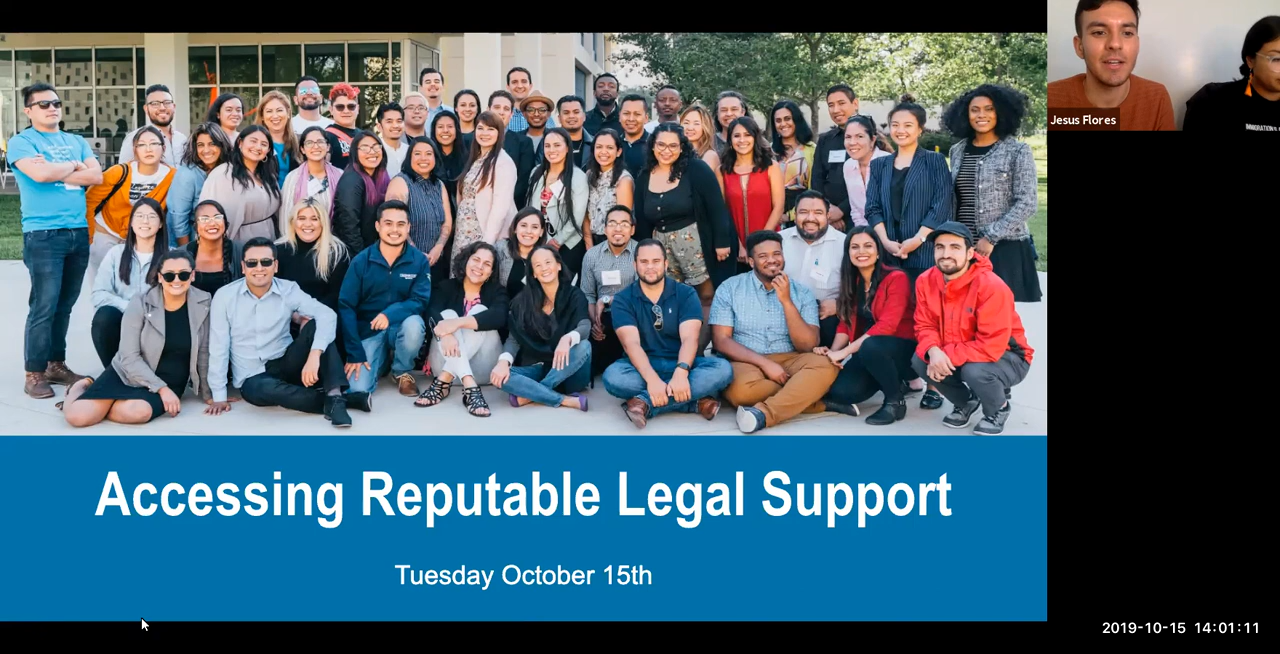 Jesus Flores
Accessing Reputable Legal Support
Tuesday October 15th
2019-10-15 14:01:11